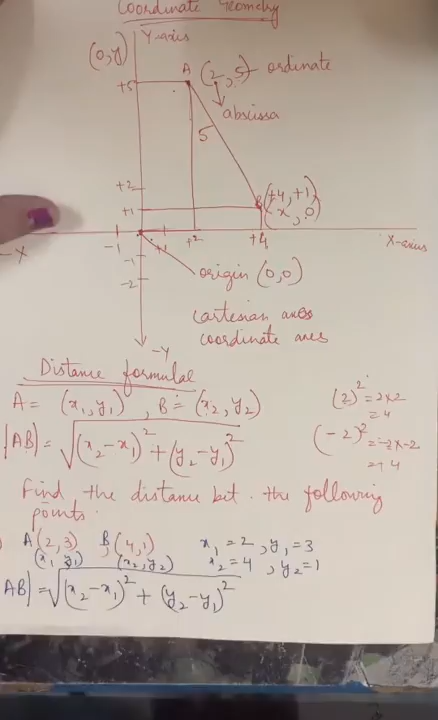 Coordinate Geometry
(0,y) Y-axis
A (2,5) ordinate
+5
abscissa
5
+2
B (+4,+1)
+1
(x,0)
-X -1 +1 +2 +4 X-axis
-1
-2
origin (0,0)
cartesian axes
coordinate axes
-Y
Distance formula
A = (x₁,y₁) , B = (x₂,y₂)
(2)² = 2×2
= 4
|AB| = √(x₂-x₁)² + (y₂-y₁)²
(-2)² = -2×-2
= +4
Find the distance bet. the following
points.
A(2,3) B(4,1) x₁=2, y₁=3
(x₁ y₁) (x₂,y₂) x₂=4, y₂=1
AB| = √(x₂-x₁)² + (y₂-y₁)²